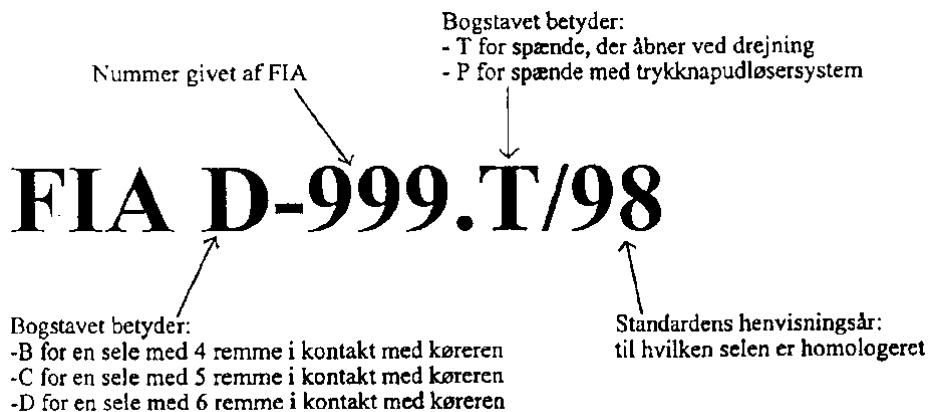 Bogstavet betyder:
- T for spænde, der åbner ved drejning
- P for spænde med trykknapudløsersystem
Nummer givet af FIA
FIA D-999.T/98
Bogstavet betyder:
-B for en sele med 4 remme i kontakt med køreren
-C for en sele med 5 remme i kontakt med køreren
-D for en sele med 6 remme i kontakt med køreren
Standardens henvisningsår:
til hvilken selen er homologeret